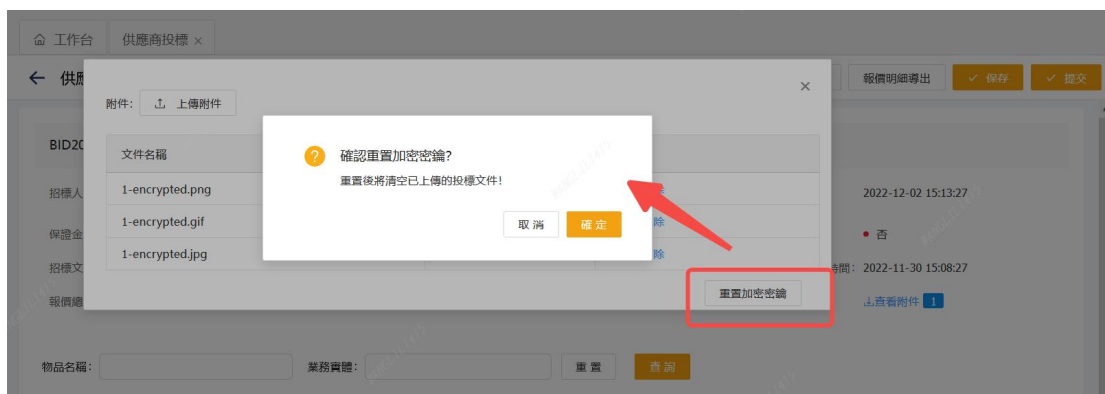 工作台 供應商投標 ×
供應 × 報價明細導出 保存 提交
附件： 上傳附件
BID20
文件名稱
確認重置加密密鑰?
重置後將清空已上傳的投標文件!
招標人
1-encrypted.png
2022-12-02 15:13:27
1-encrypted.gif
取 消 確 定
除
保證金
否
1-encrypted.jpg
除
招標文
時間： 2022-11-30 15:08:27
重置加密密鑰
報價總
查看附件 1
物品名稱： 業務實體： 重 置 查 詢